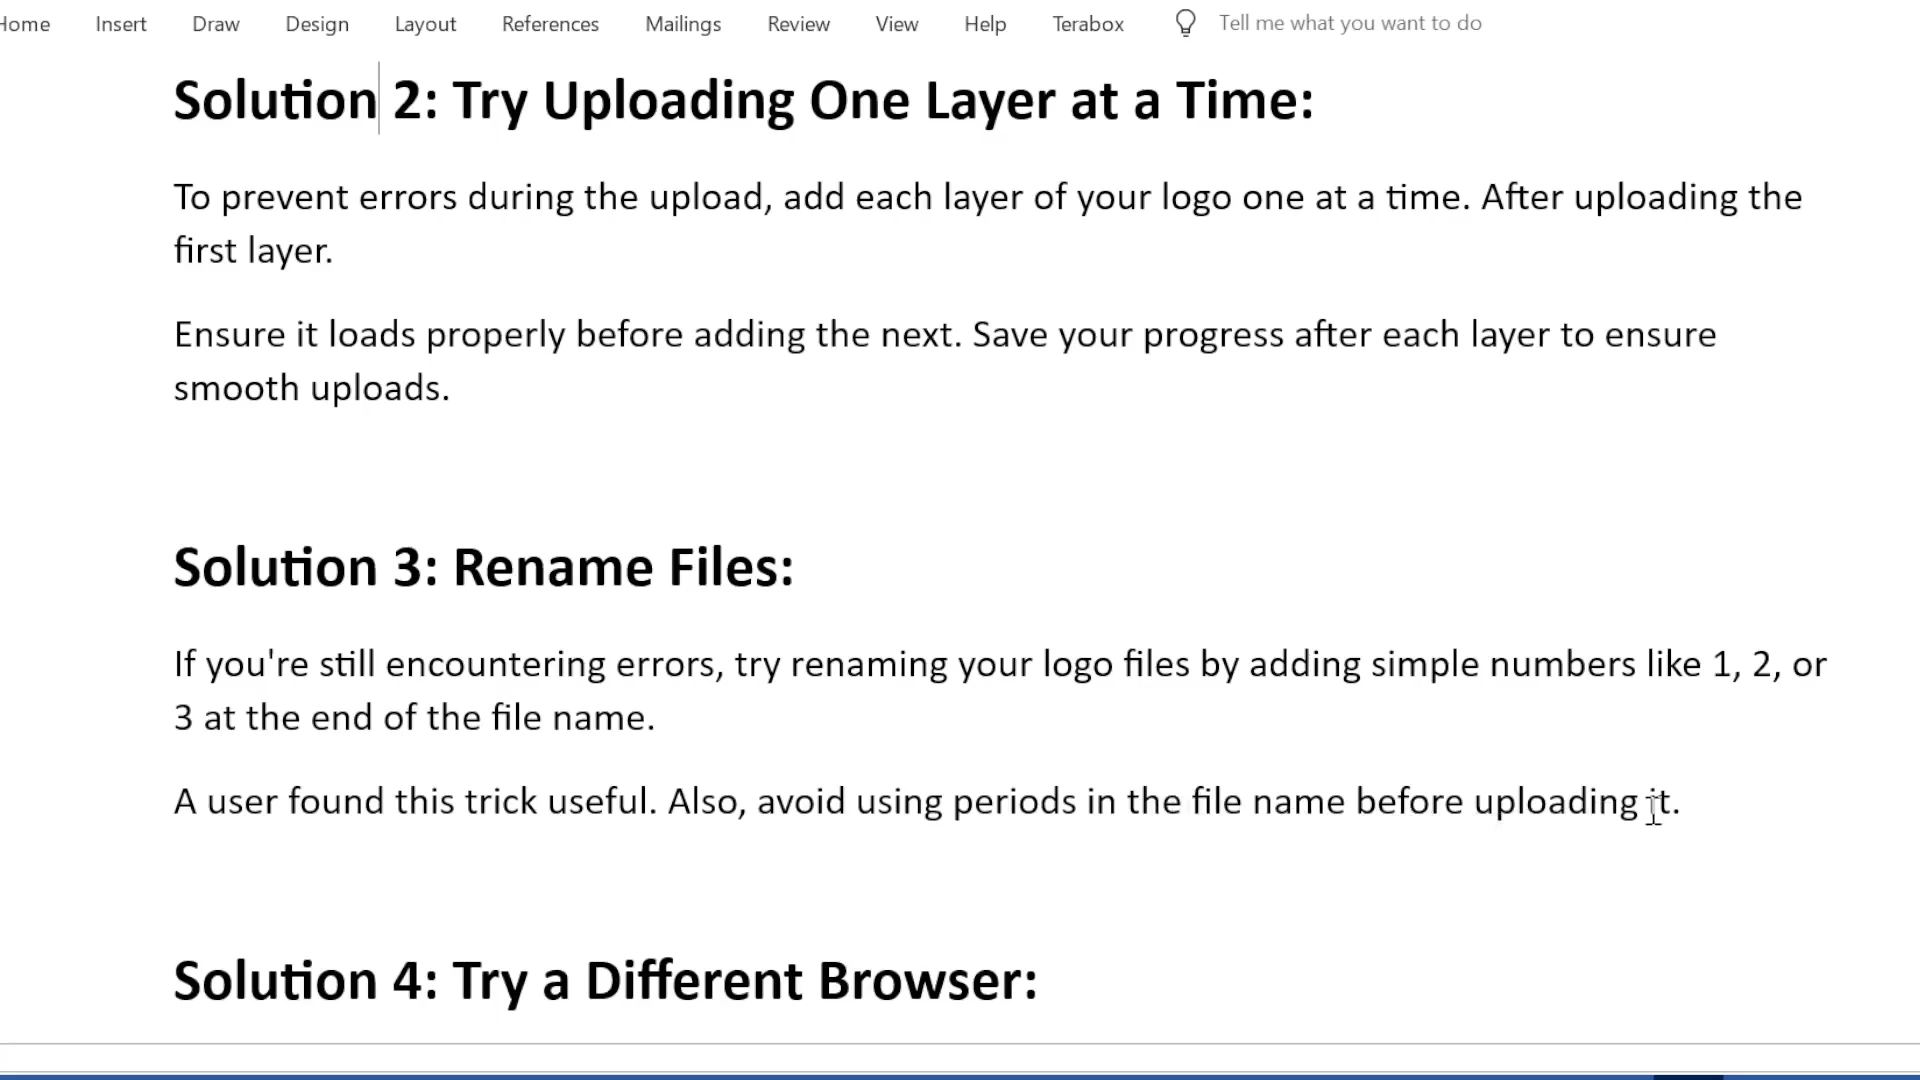 Home Insert Draw Design Layout References Mailings Review View Help Terabox Tell me what you want to do
Solution 2: Try Uploading One Layer at a Time:
To prevent errors during the upload, add each layer of your logo one at a time. After uploading the
first layer.
Ensure it loads properly before adding the next. Save your progress after each layer to ensure
smooth uploads.
Solution 3: Rename Files:
If you're still encountering errors, try renaming your logo files by adding simple numbers like 1, 2, or
3 at the end of the file name.
A user found this trick useful. Also, avoid using periods in the file name before uploading it.
Solution 4: Try a Different Browser: